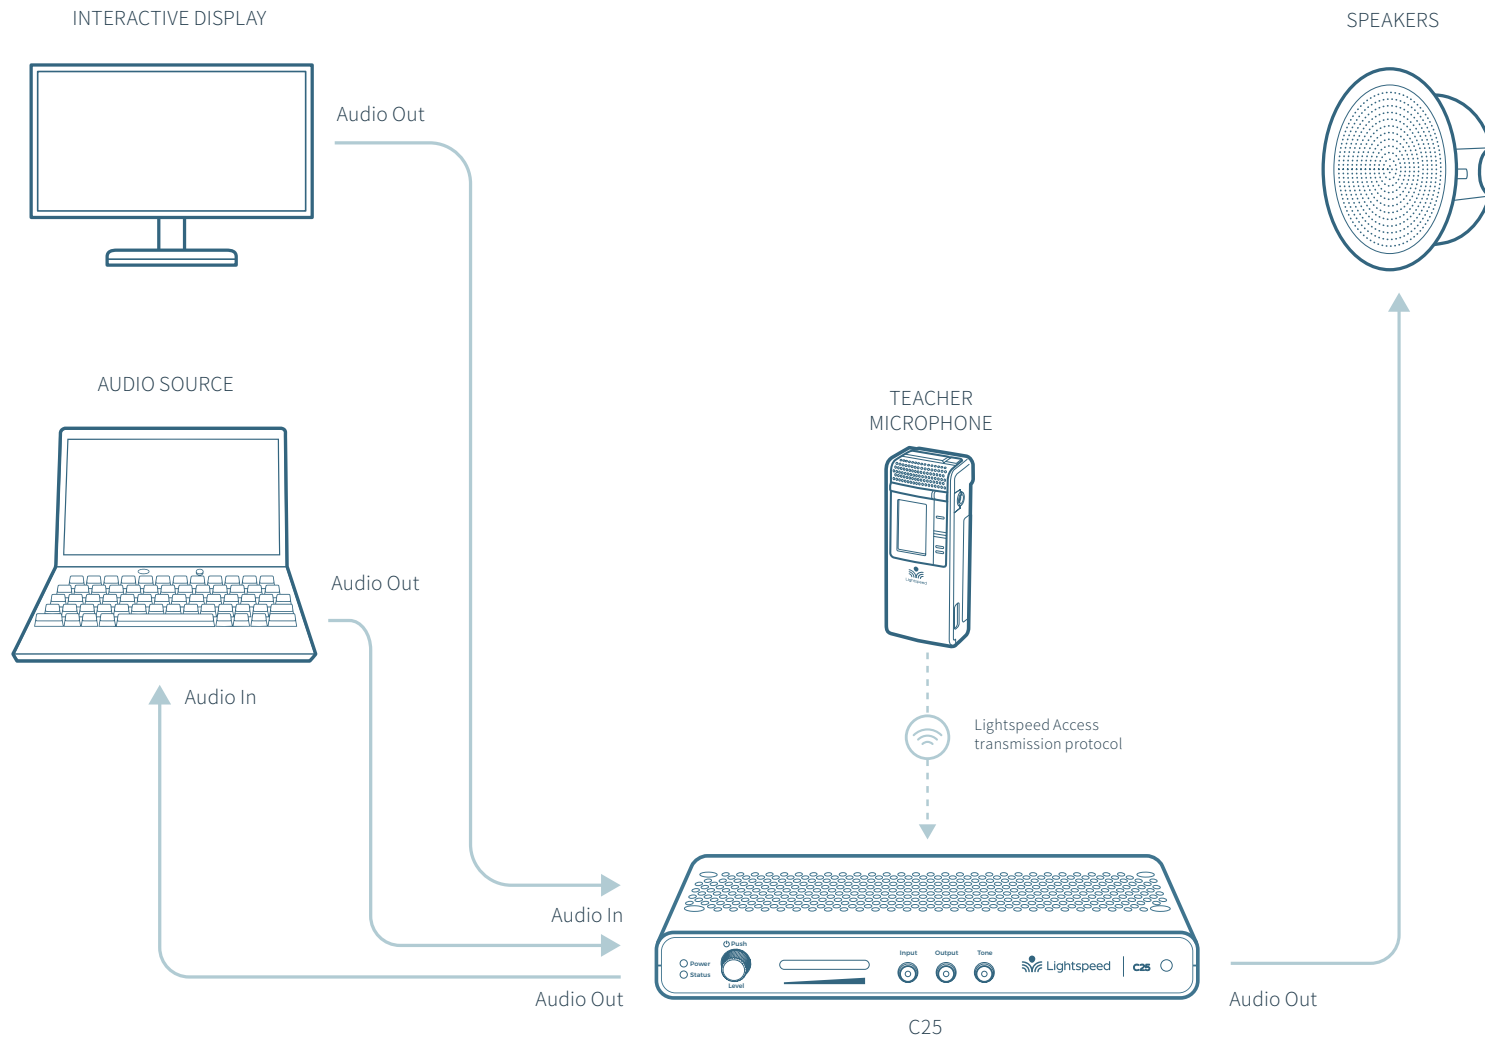 INTERACTIVE DISPLAY
SPEAKERS
Audio Out
AUDIO SOURCE
TEACHER
MICROPHONE
Audio Out
Lightspeed
Audio In
Lightspeed Access
transmission protocol
Audio In
Push
Power
Status
Level
Input
Output
Tone
Lightspeed
C25
Audio Out
Audio Out
C25